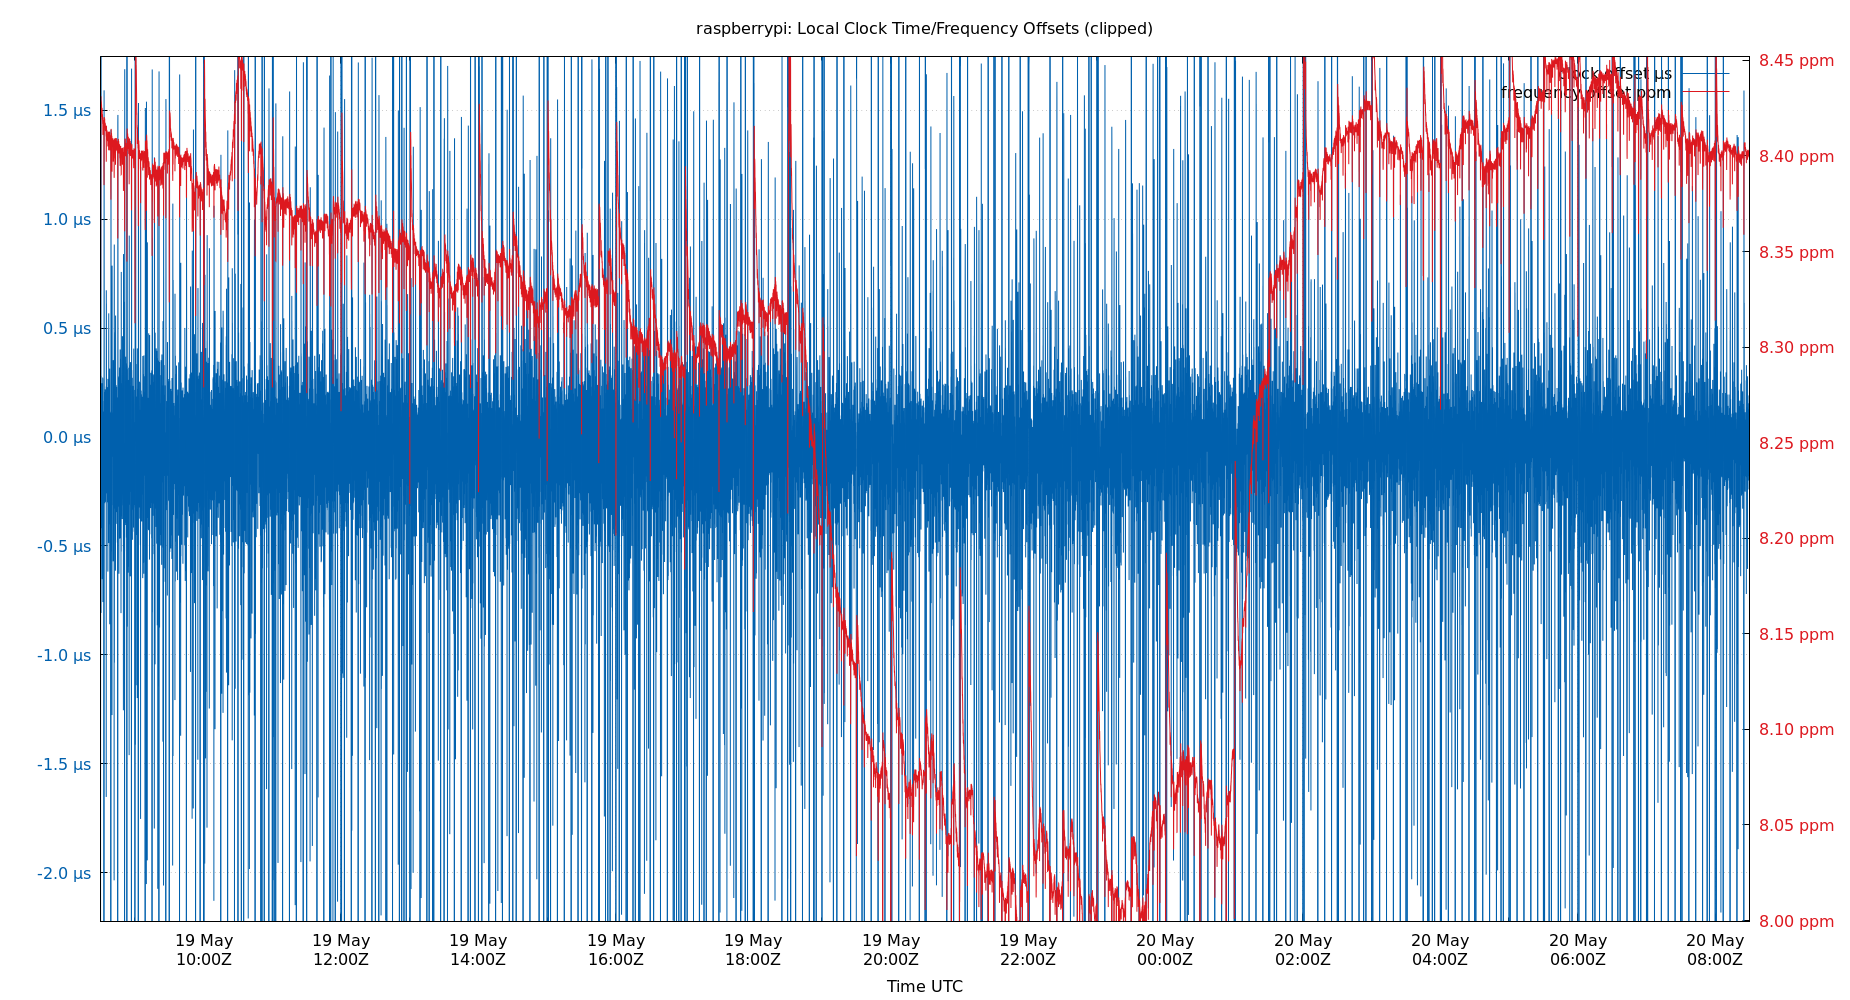 raspberrypi: Local Clock Time/Frequency Offsets (clipped)
clock offset µs
frequency offset ppm
1.5 µs
1.0 µs
0.5 µs
0.0 µs
-0.5 µs
-1.0 µs
-1.5 µs
-2.0 µs
8.45 ppm
8.40 ppm
8.35 ppm
8.30 ppm
8.25 ppm
8.20 ppm
8.15 ppm
8.10 ppm
8.05 ppm
8.00 ppm
19 May
10:00Z
19 May
12:00Z
19 May
14:00Z
19 May
16:00Z
19 May
18:00Z
19 May
20:00Z
19 May
22:00Z
20 May
00:00Z
20 May
02:00Z
20 May
04:00Z
20 May
06:00Z
20 May
08:00Z
Time UTC